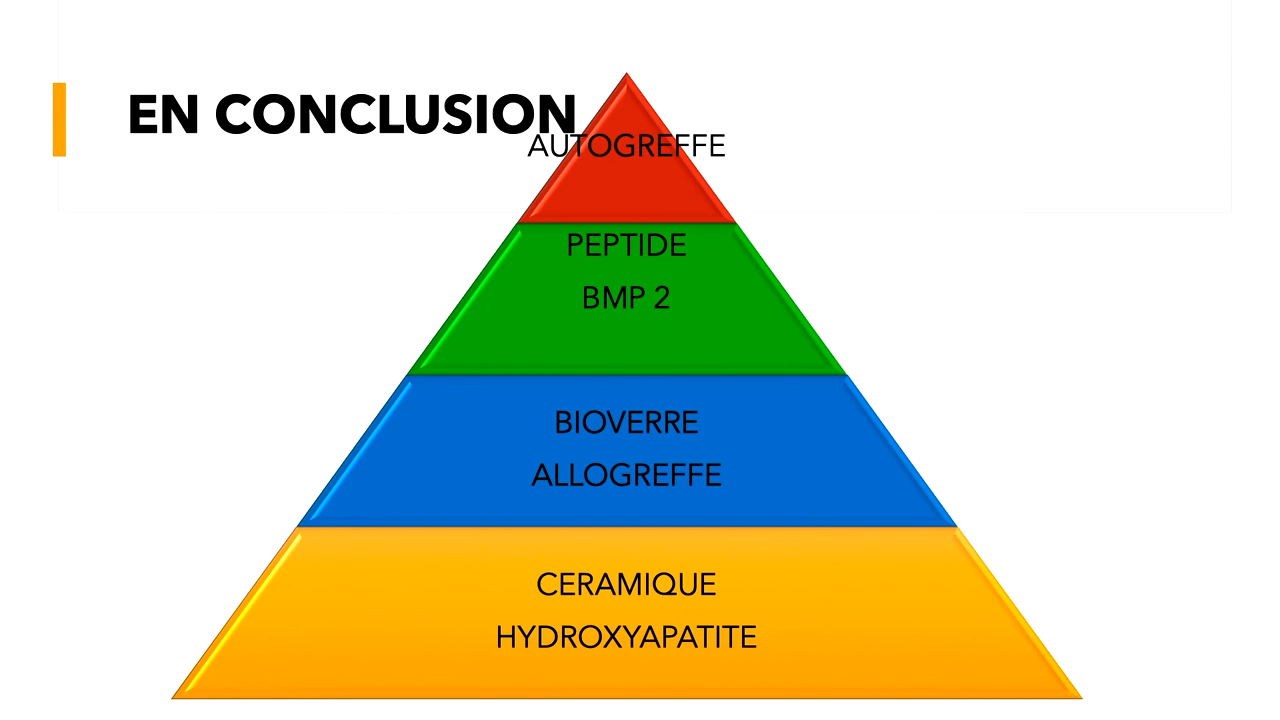 EN CONCLUSION
AUTOGREFFE
PEPTIDE
BMP 2
BIOVERRE
ALLOGREFFE
CERAMIQUE
HYDROXYAPATITE